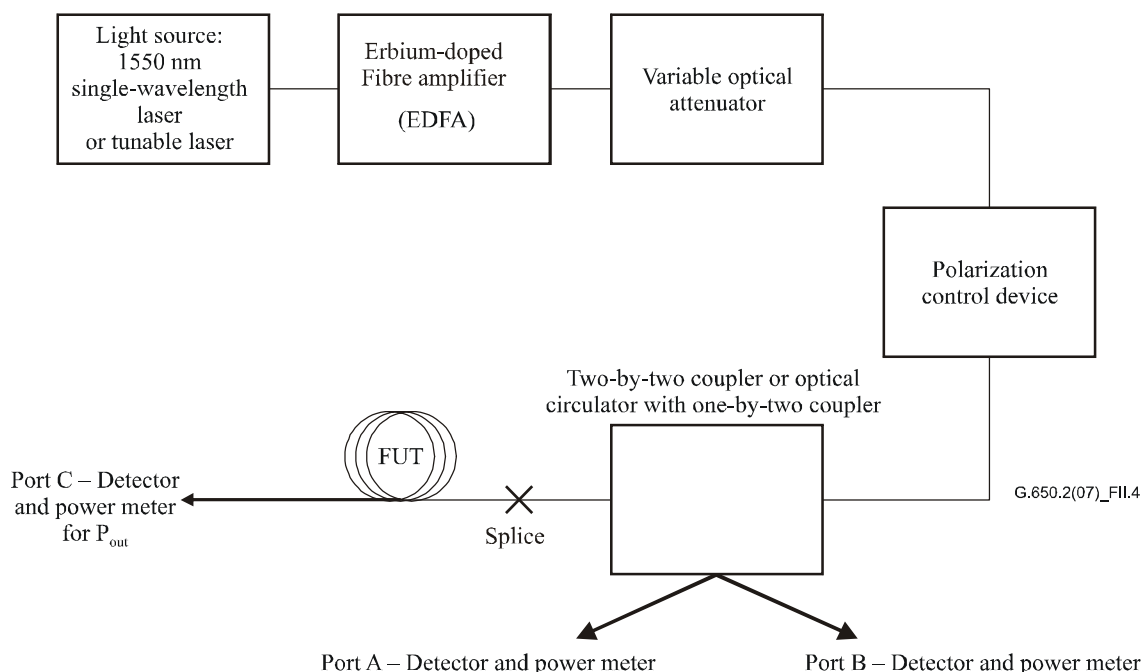 Light source:
1550 nm
single-wavelength
laser
or tunable laser
Erbium-doped
Fibre amplifier
(EDFA)
Variable optical
attenuator
Polarization
control device
Two-by-two coupler or optical
circulator with one-by-two coupler
FUT
Port C – Detector
and power meter
for Pout
Splice
G.650.2(07)_FII.4
Port A – Detector and power meter
Port B – Detector and power meter